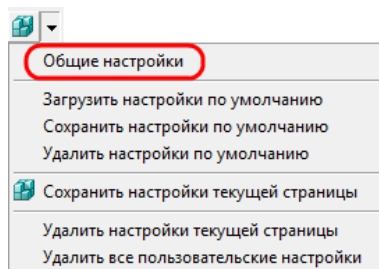 Общие настройки
Загрузить настройки по умолчанию
Сохранить настройки по умолчанию
Удалить настройки по умолчанию
Сохранить настройки текущей страницы
Удалить настройки текущей страницы
Удалить все пользовательские настройки